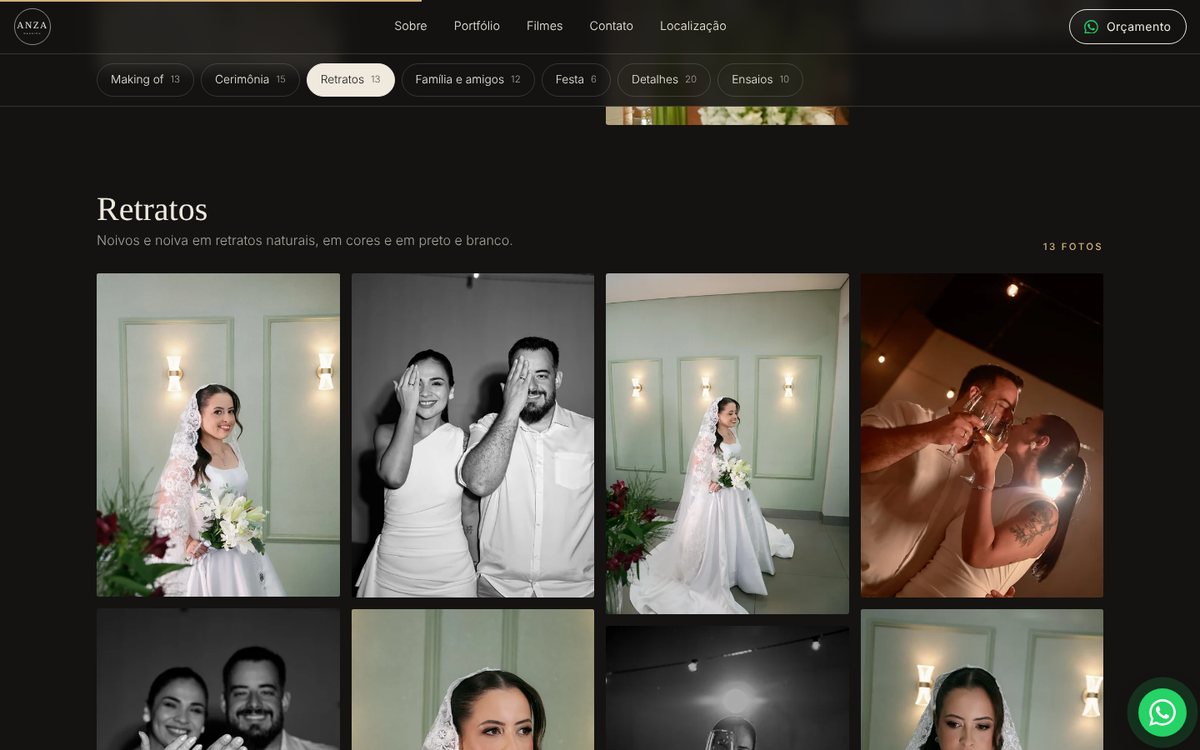 ANZA
Sobre
Portfólio
Filmes
Contato
Localização
Orçamento
Making of 13
Cerimônia 15
Retratos 13
Família e amigos 12
Festa 6
Detalhes 20
Ensaios 10
Retratos
Noivos e noiva em retratos naturais, em cores e em preto e branco.
13 FOTOS